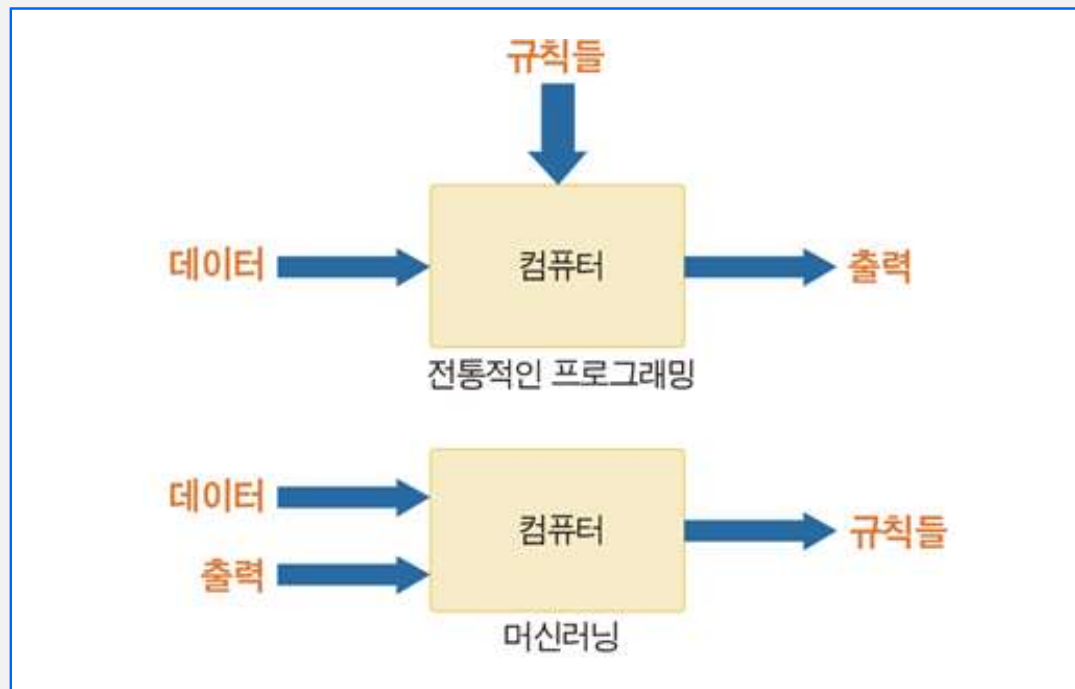 규칙들
데이터
컴퓨터
출력
전통적인 프로그래밍
데이터
출력
컴퓨터
규칙들
머신러닝